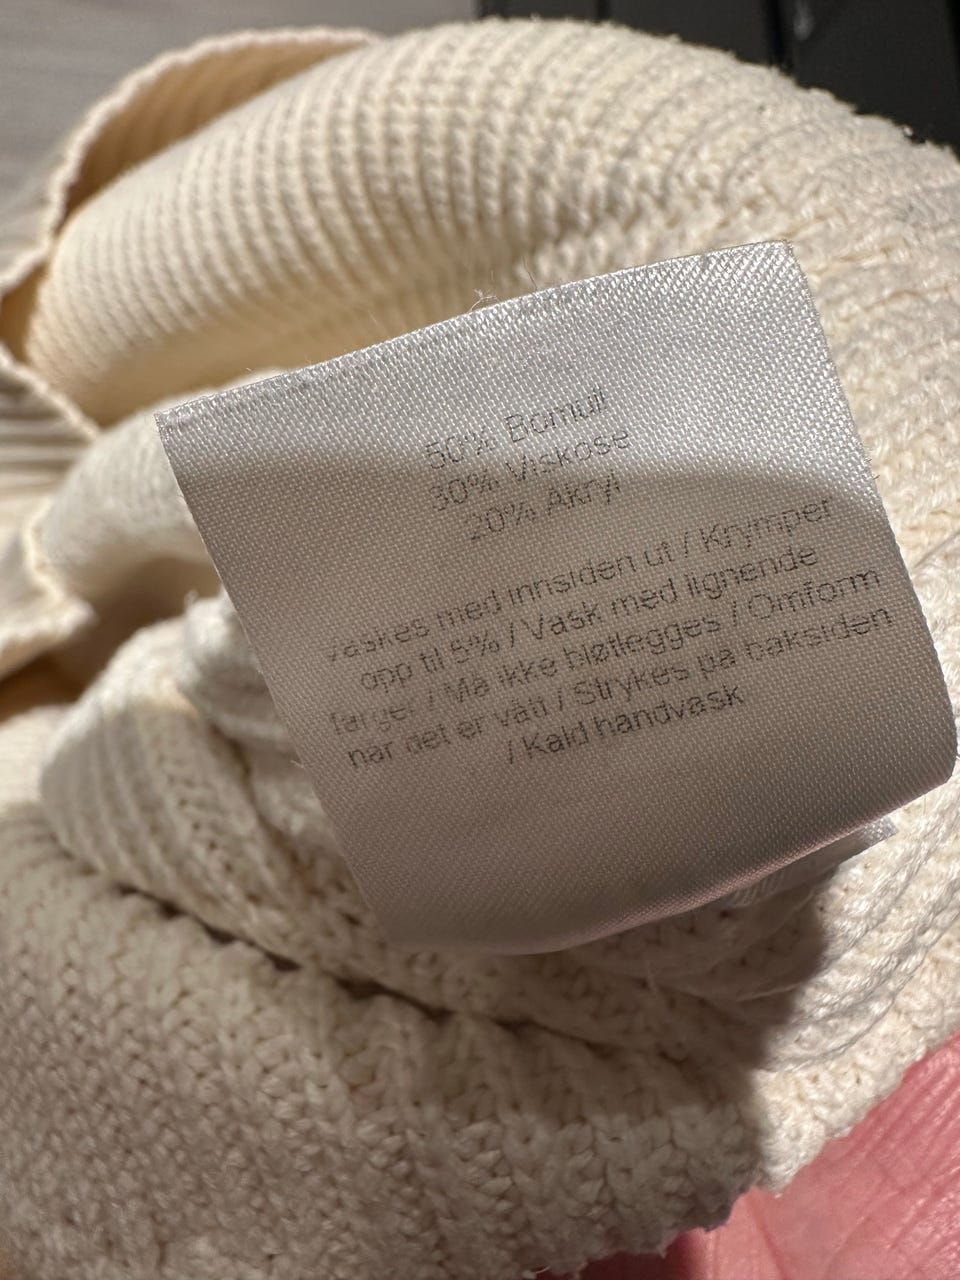 50% Bomull
30% Viskose
20% Akryl
Vaskes med innsiden ut / Krymper
opp til 5% / Vask med lignende
farger / Må ikke bløtlegges / Omform
når det er vått / Strykes på baksiden
/ Kald håndvask